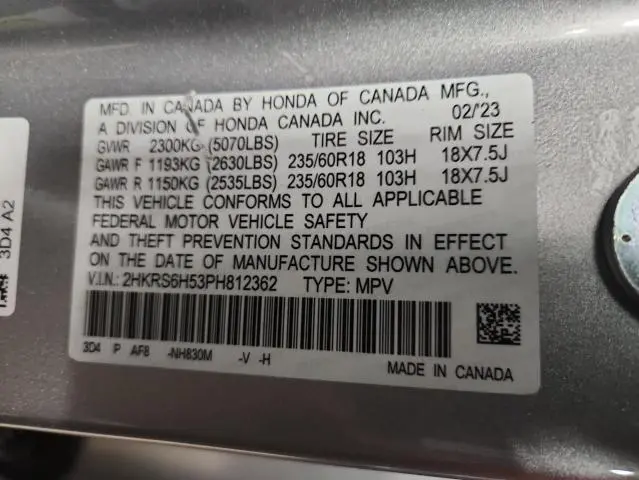 MFD. IN CANADA BY HONDA OF CANADA MFG.,
A DIVISION OF HONDA CANADA INC. 02/'23
GVWR 2300KG (5070LBS) TIRE SIZE RIM SIZE
GAWR F 1193KG (2630LBS) 235/60R18 103H 18X7.5J
GAWR R 1150KG (2535LBS) 235/60R18 103H 18X7.5J
THIS VEHICLE CONFORMS TO ALL APPLICABLE
FEDERAL MOTOR VEHICLE SAFETY
AND THEFT PREVENTION STANDARDS IN EFFECT
ON THE DATE OF MANUFACTURE SHOWN ABOVE.
V.I.N.: 2HKRS6H53PH812362 TYPE: MPV
3D4 P AF8 -NH830M -V -H
MADE IN CANADA
3D4 A2